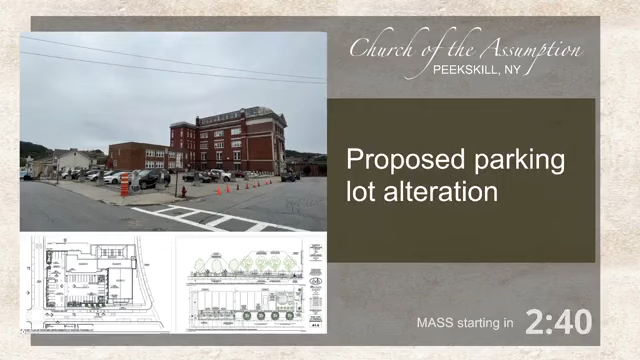 Church of the Assumption
PEEKSKILL, NY
Proposed parking
lot alteration
MASS starting in 2:40